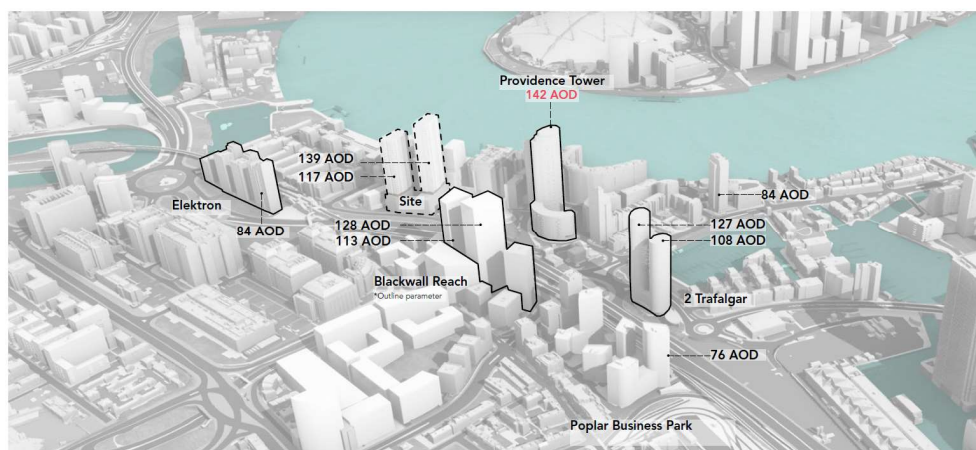 Providence Tower
142 AOD
139 AOD
117 AOD
Site
Elektron
84 AOD
128 AOD
113 AOD
Blackwall Reach
*Outline perameter
84 AOD
127 AOD
108 AOD
2 Trafalgar
76 AOD
Poplar Business Park